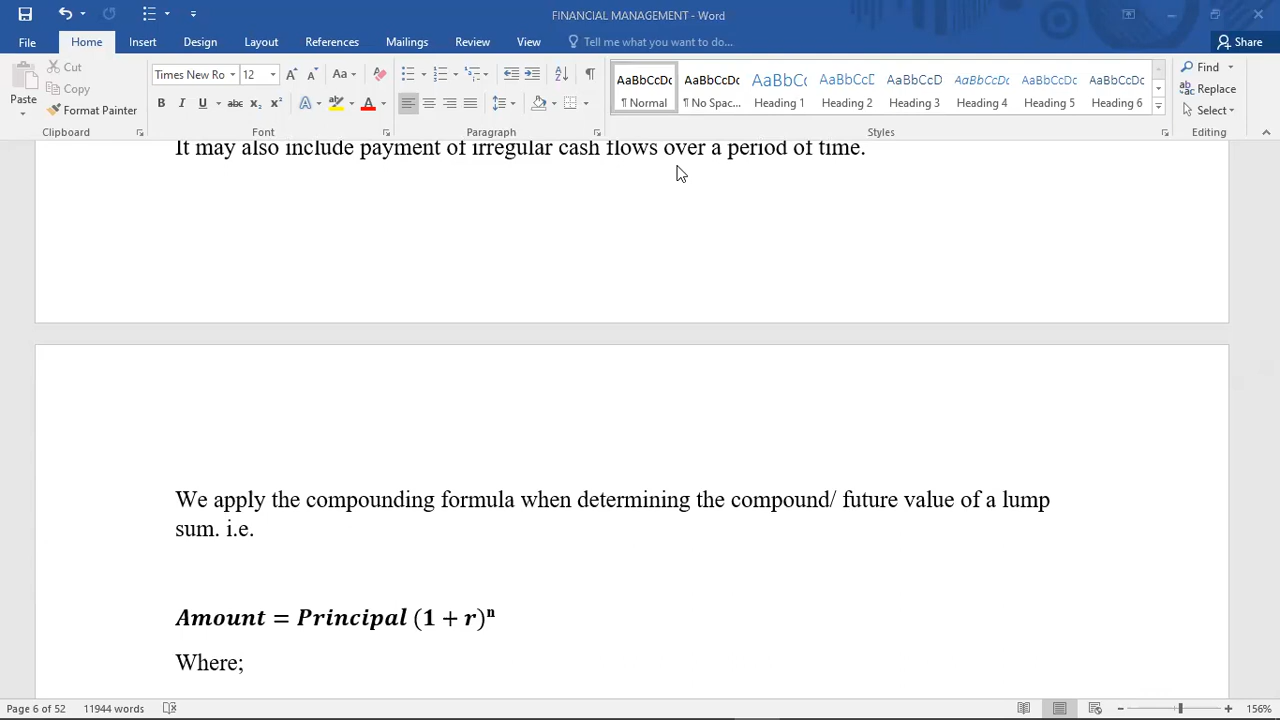 FINANCIAL MANAGEMENT - Word
File Home Insert Design Layout References Mailings Review View Tell me what you want to do... Share
Paste Cut Copy Format Painter
Times New Ro 12 Aa
B I U abc x₂ x² A A
AaBbCcDc AaBbCcDc AaBbC AaBbCcD AaBbCcD AaBbCcD AaBbCcD AaBbCcD
¶ Normal ¶ No Spac... Heading 1 Heading 2 Heading 3 Heading 4 Heading 5 Heading 6
Find Replace Select
Clipboard Font Paragraph Styles Editing
It may also include payment of irregular cash flows over a period of time.
We apply the compounding formula when determining the compound/ future value of a lump
sum. i.e.
Amount = Principal (1 + r)ⁿ
Where;
Page 6 of 52 11944 words 156%